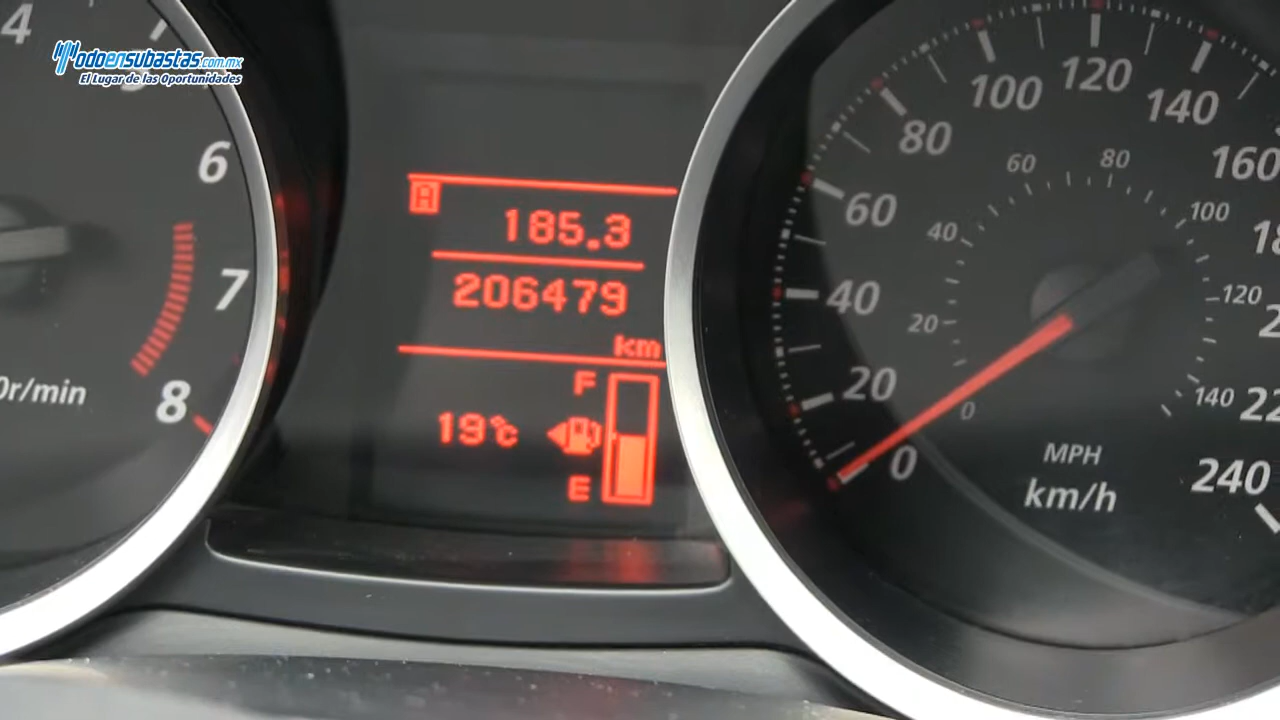 Todoensubastas.com.mx
El Lugar de las Oportunidades
4
5
6
7
8
0r/min
A
185.3
206479
km
F
19°C
E
0
20
40
60
80
100
120
140
160
240
0
20
40
60
80
100
120
140
MPH
km/h